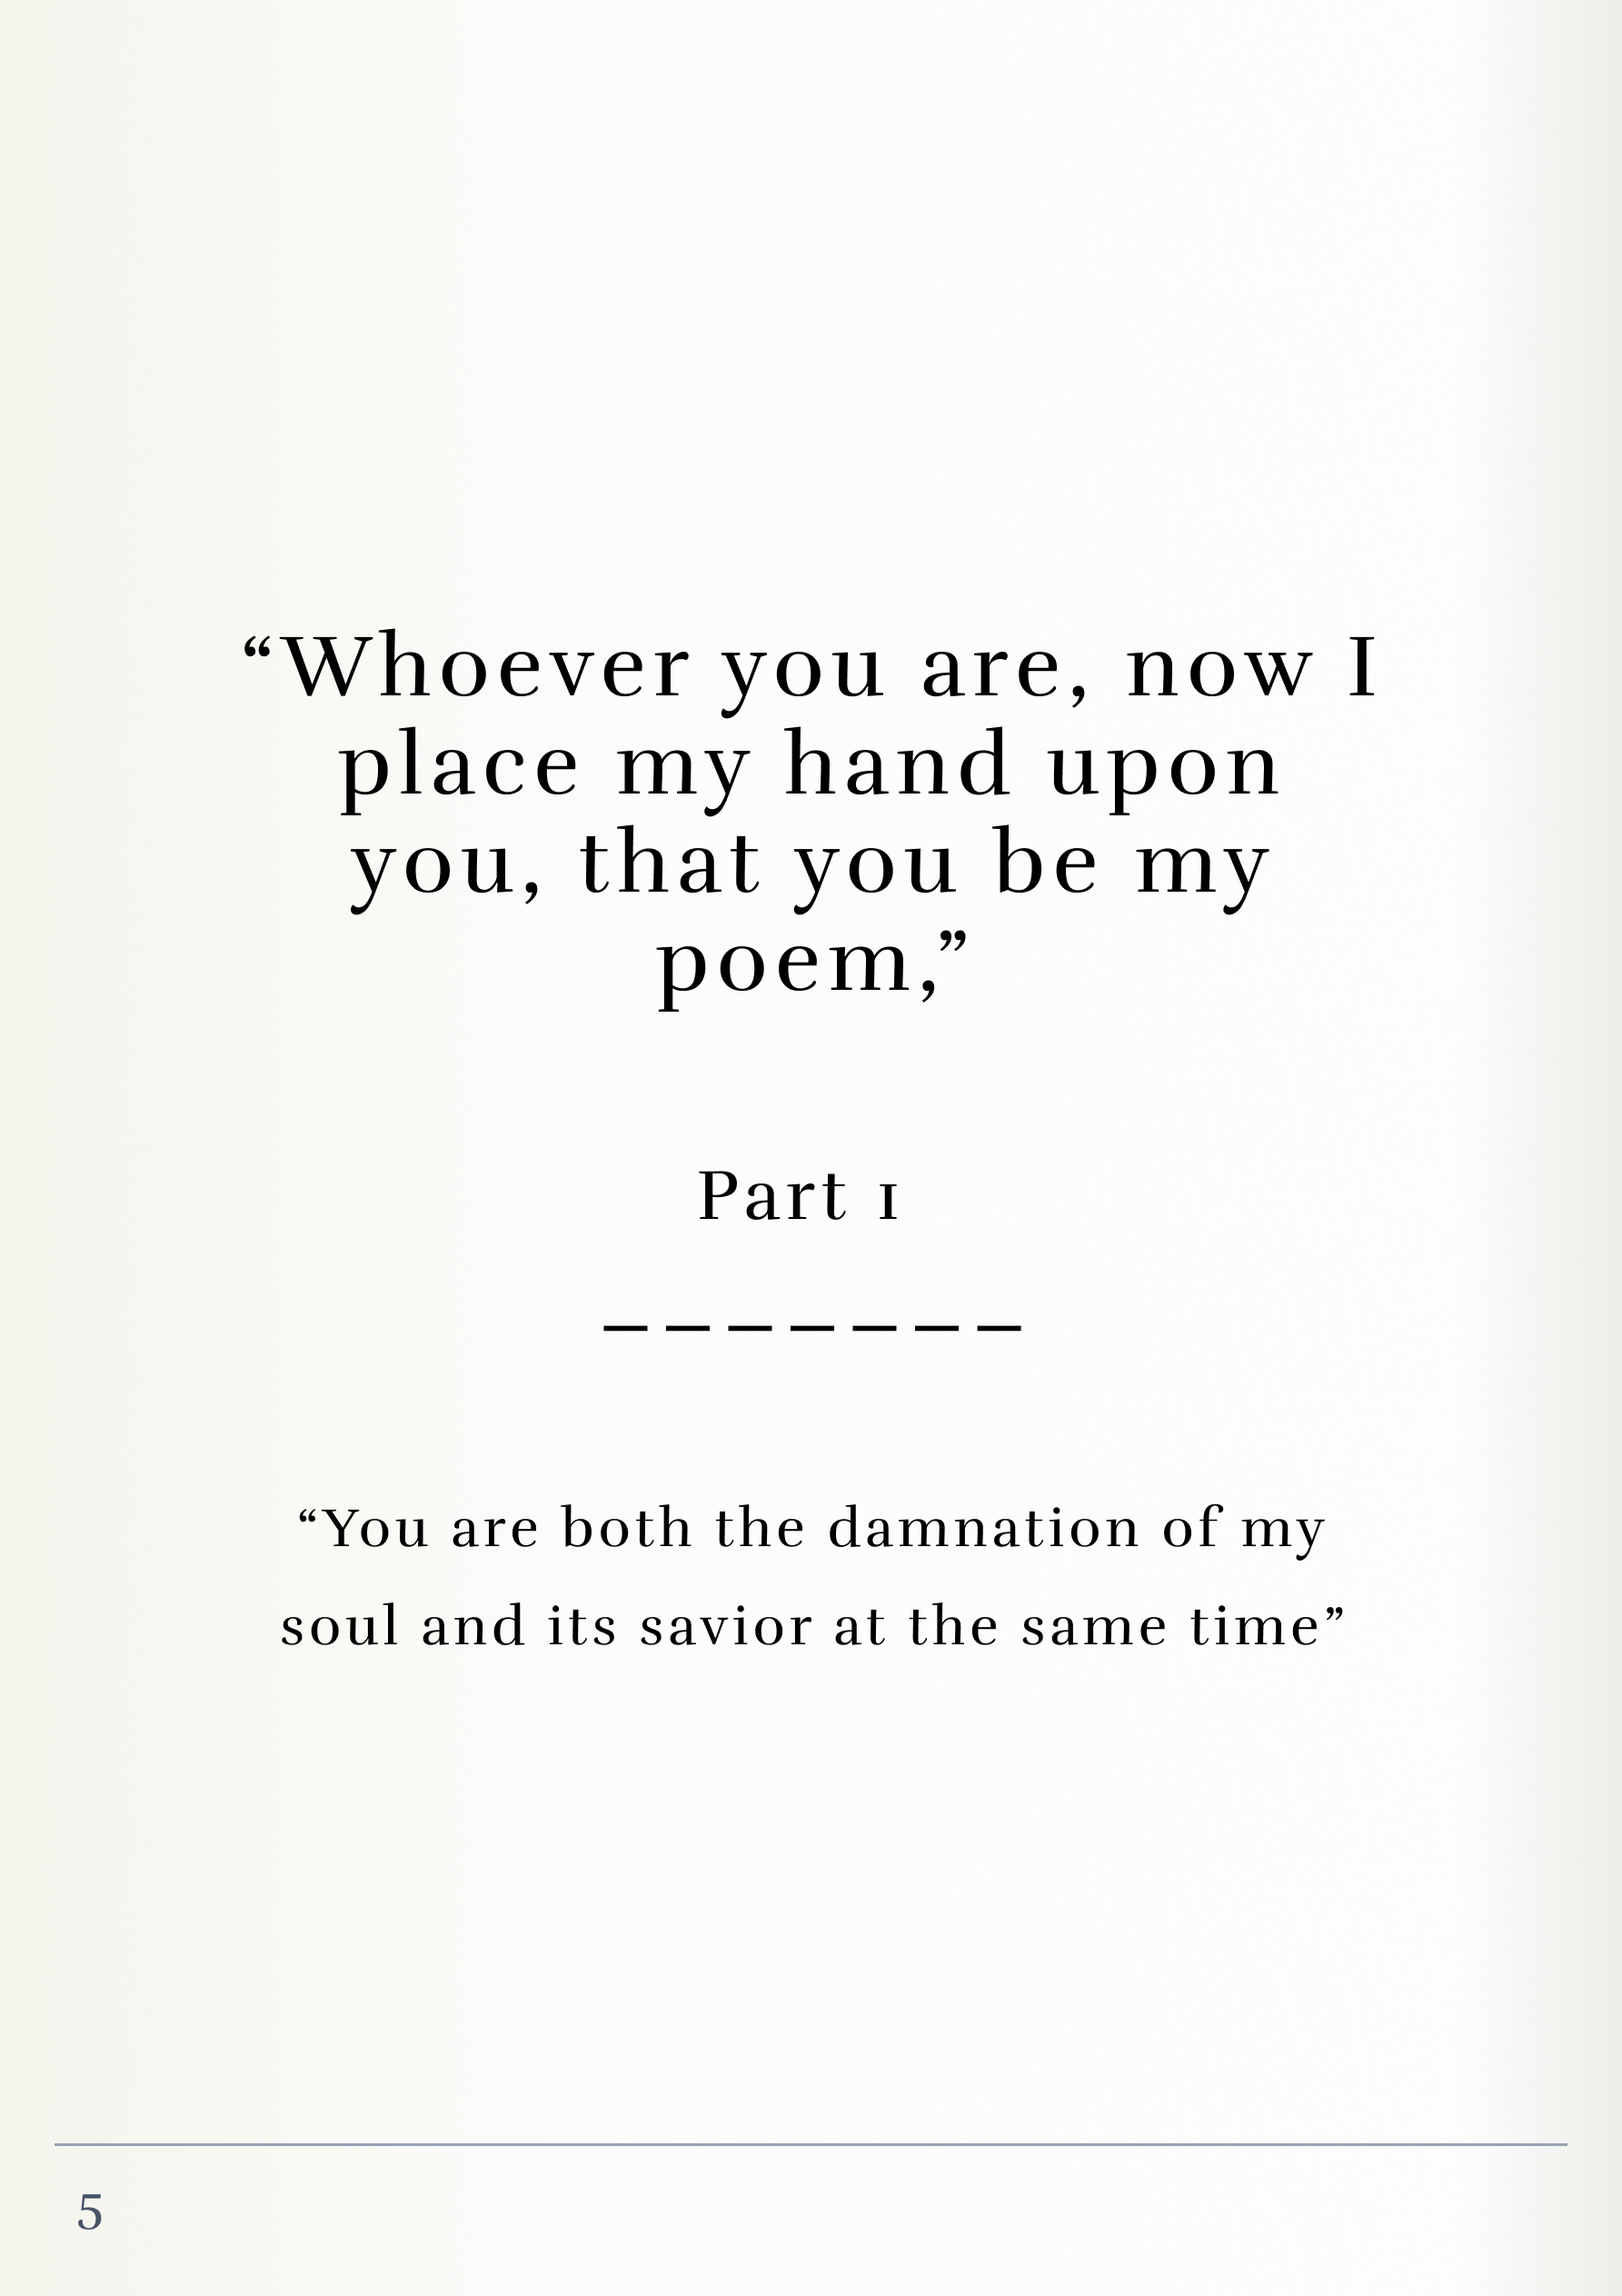 “Whoever you are, now I
place my hand upon
you, that you be my
poem,”
Part 1
– – – – – – –
“You are both the damnation of my
soul and its savior at the same time”
5